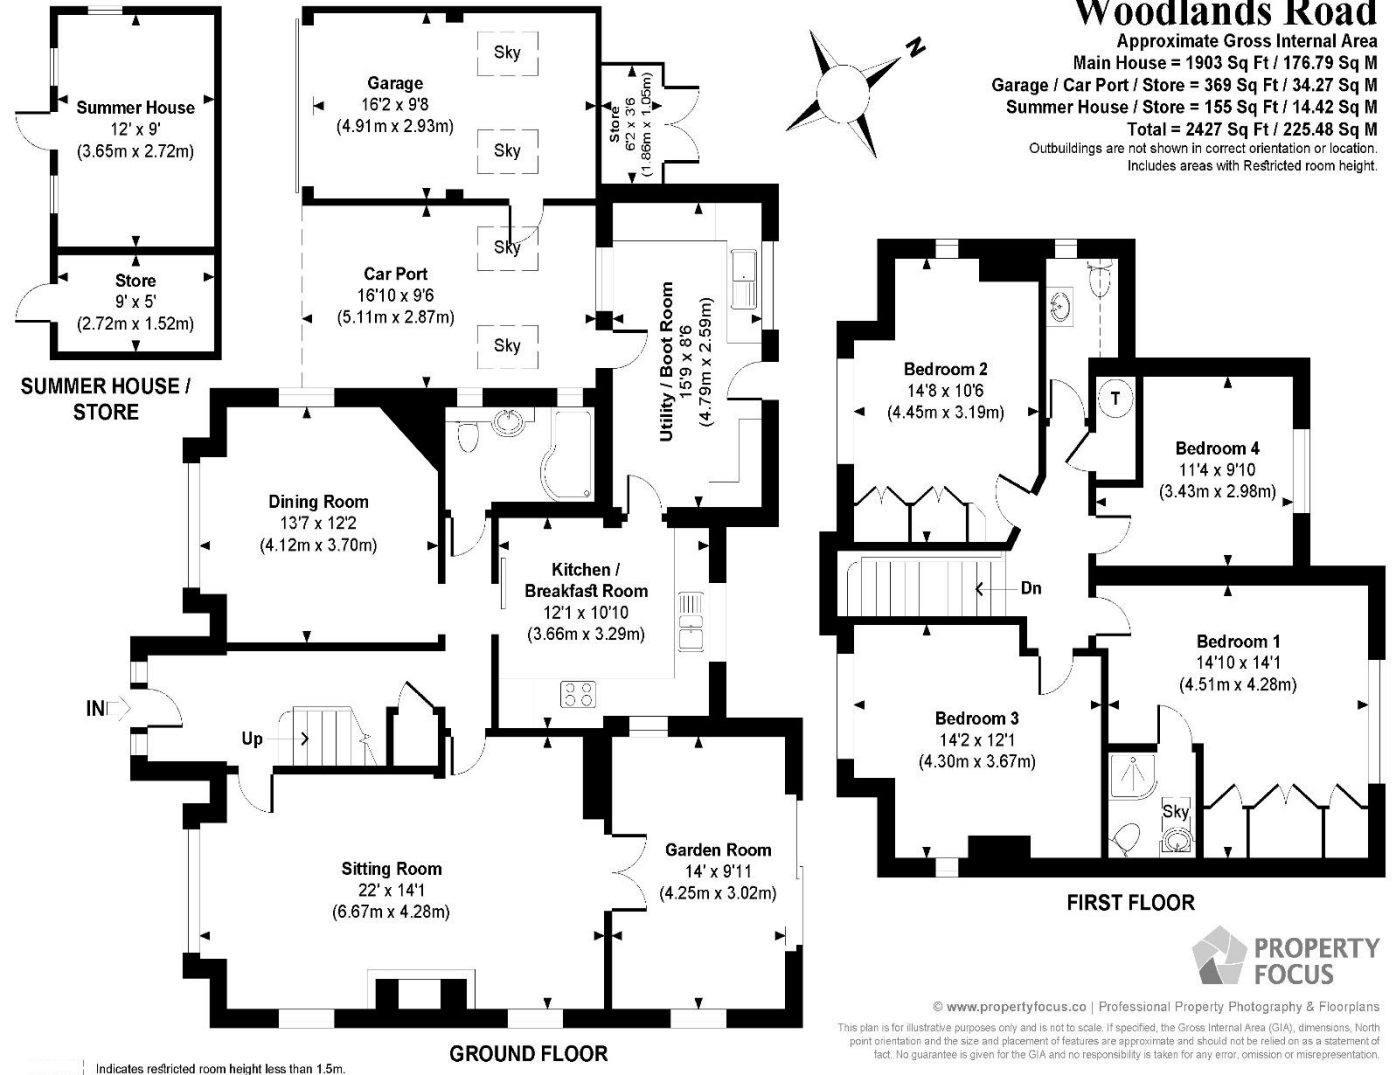 Woodlands Road
Approximate Gross Internal Area
Main House = 1903 Sq Ft / 176.79 Sq M
Garage / Car Port / Store = 369 Sq Ft / 34.27 Sq M
Summer House / Store = 155 Sq Ft / 14.42 Sq M
Total = 2427 Sq Ft / 225.48 Sq M
Outbuildings are not shown in correct orientation or location.
Includes areas with Restricted room height.
N
Summer House
12' x 9'
(3.65m x 2.72m)
Store
9' x 5'
(2.72m x 1.52m)
SUMMER HOUSE /
STORE
Garage
16'2 x 9'8
(4.91m x 2.93m)
Sky
Sky
Store
6'2 x 3'6
(1.86m x 1.05m)
Car Port
16'10 x 9'6
(5.11m x 2.87m)
Sky
Sky
Utility / Boot Room
15'9 x 8'6
(4.79m x 2.59m)
Dining Room
13'7 x 12'2
(4.12m x 3.70m)
Kitchen /
Breakfast Room
12'1 x 10'10
(3.66m x 3.29m)
IN
Up
Sitting Room
22' x 14'1
(6.67m x 4.28m)
Garden Room
14' x 9'11
(4.25m x 3.02m)
GROUND FLOOR
Bedroom 2
14'8 x 10'6
(4.45m x 3.19m)
T
Bedroom 4
11'4 x 9'10
(3.43m x 2.98m)
Dn
Bedroom 1
14'10 x 14'1
(4.51m x 4.28m)
Bedroom 3
14'2 x 12'1
(4.30m x 3.67m)
Sky
FIRST FLOOR
PROPERTY
FOCUS
© www.propertyfocus.co | Professional Property Photography & Floorplans
This plan is for illustrative purposes only and is not to scale. If specified, the Gross Internal Area (GIA), dimensions, North
point orientation and the size and placement of features are approximate and should not be relied on as a statement of
fact. No guarantee is given for the GIA and no responsibility is taken for any error, omission or misrepresentation.
Indicates restricted room height less than 1.5m.